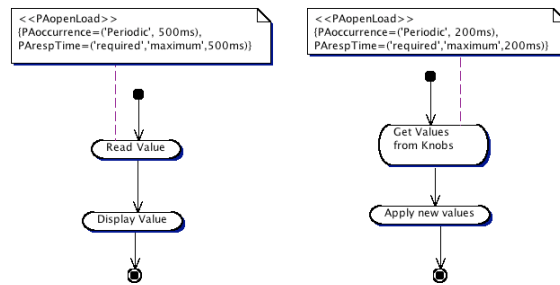 <<PAopenLoad>>
{PAoccurrence=('Periodic', 500ms),
PArespTime=('required','maximum',500ms)}
Read Value
Display Value
<<PAopenLoad>>
{PAoccurrence=('Periodic', 200ms),
PArespTime=('required','maximum',200ms)}
Get Values
from Knobs
Apply new values